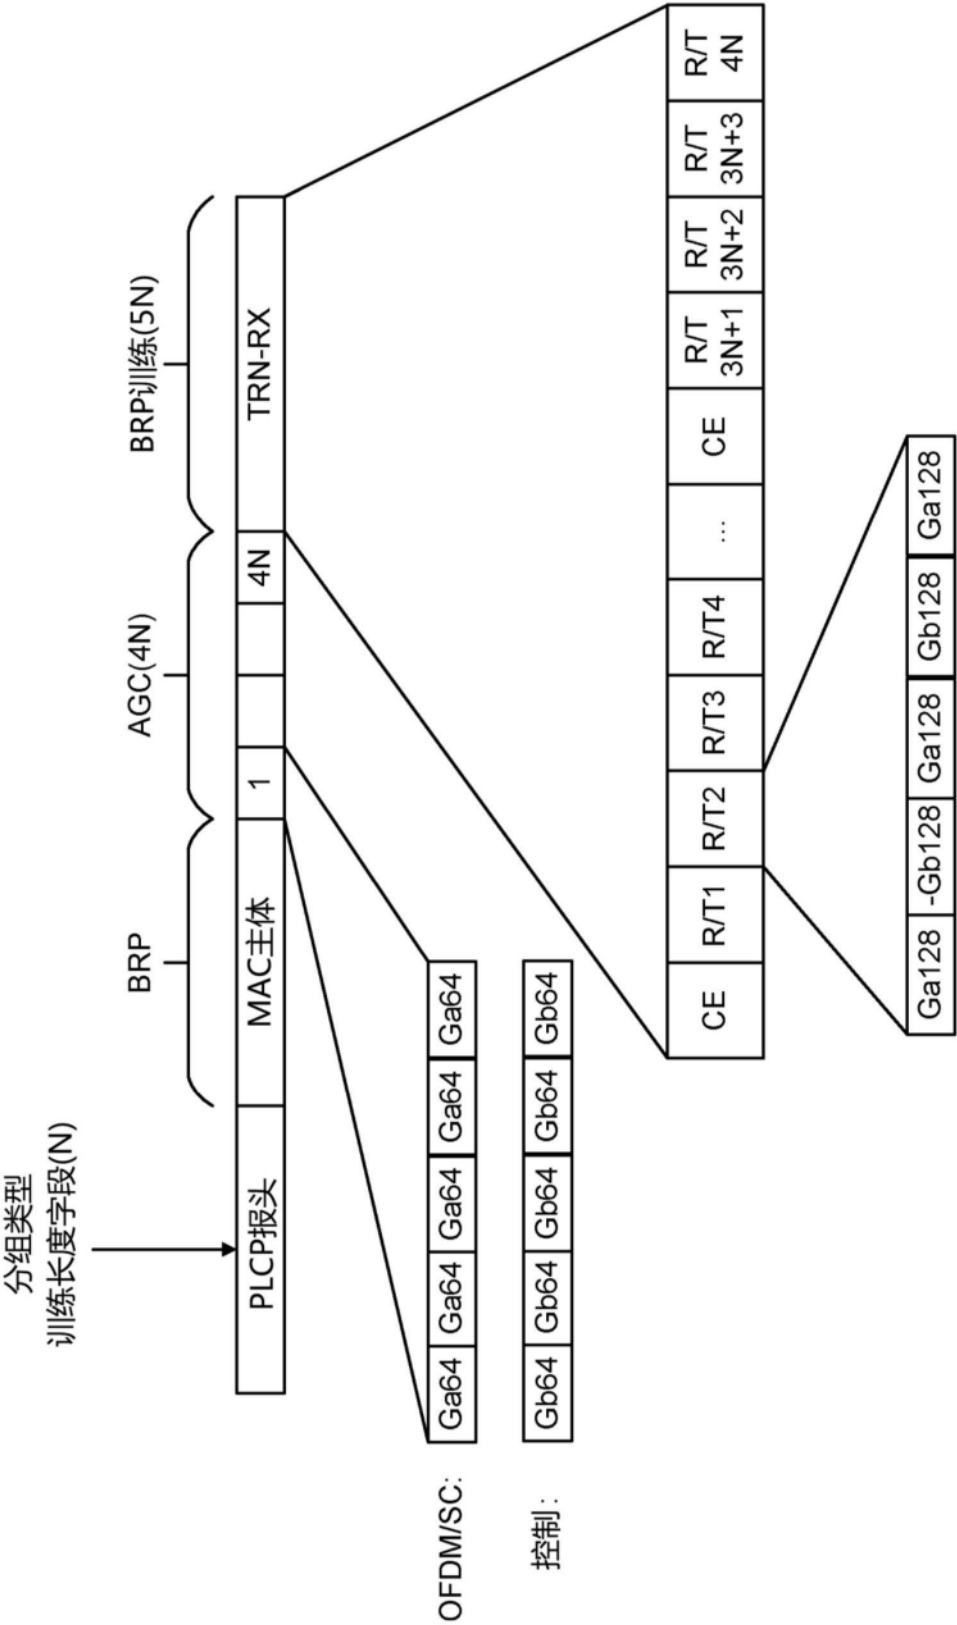 分组类型
训练长度字段(N)
BRP
AGC(4N)
BRP训练(5N)
PLCP报头
MAC主体
1
4N
TRN-RX
OFDM/SC:
Ga64
Ga64
Ga64
Ga64
Ga64
控制:
Gb64
Gb64
Gb64
Gb64
Gb64
CE
R/T1
R/T2
R/T3
R/T4
...
CE
R/T
3N+1
R/T
3N+2
R/T
3N+3
R/T
4N
Ga128
-Gb128
Ga128
Gb128
Ga128